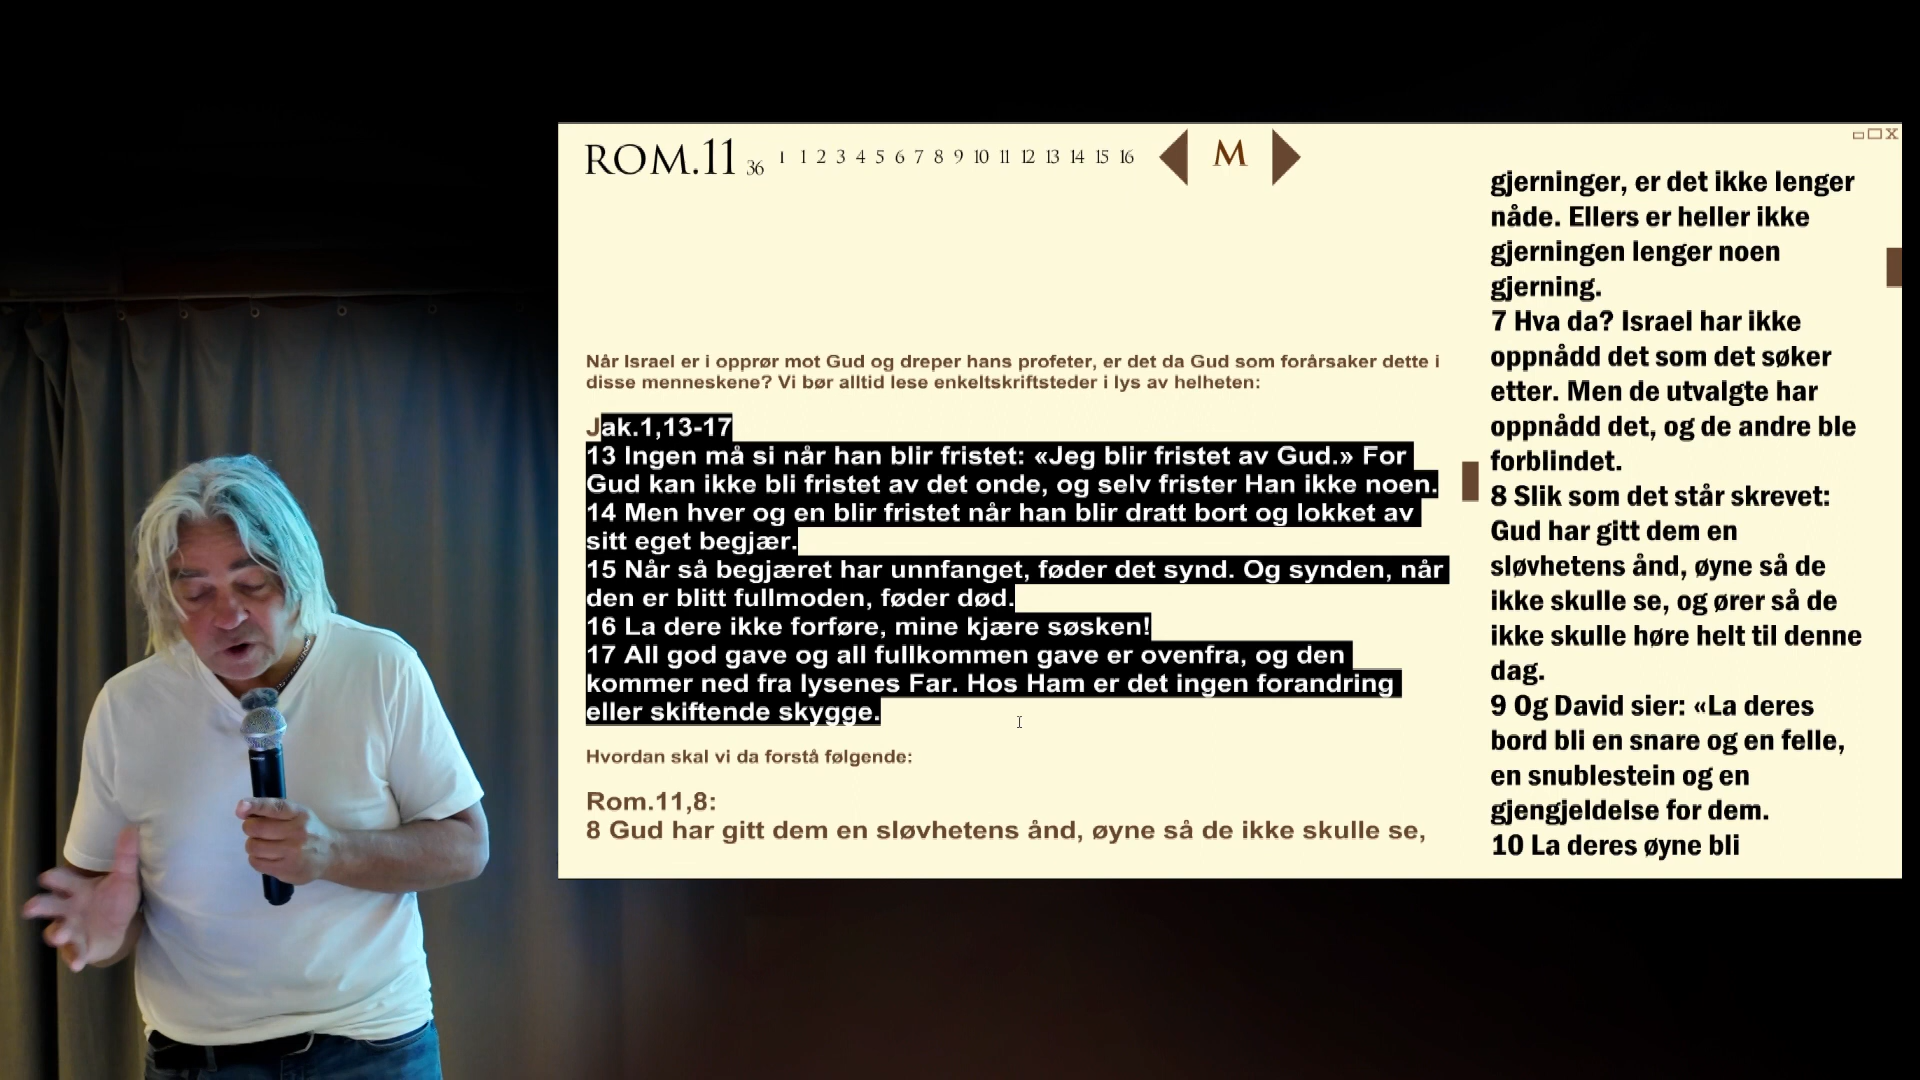 ROM.11 36 1 1 2 3 4 5 6 7 8 9 10 11 12 13 14 15 16 M
Når Israel er i opprør mot Gud og dreper hans profeter, er det da Gud som forårsaker dette i
disse menneskene? Vi bør alltid lese enkeltskriftsteder i lys av helheten:
Jak.1,13-17
13 Ingen må si når han blir fristet: «Jeg blir fristet av Gud.» For
Gud kan ikke bli fristet av det onde, og selv frister Han ikke noen.
14 Men hver og en blir fristet når han blir dratt bort og lokket av
sitt eget begjær.
15 Når så begjæret har unnfanget, føder det synd. Og synden, når
den er blitt fullmoden, føder død.
16 La dere ikke forføre, mine kjære søsken!
17 All god gave og all fullkommen gave er ovenfra, og den
kommer ned fra lysenes Far. Hos Ham er det ingen forandring
eller skiftende skygge.
Hvordan skal vi da forstå følgende:
Rom.11,8:
8 Gud har gitt dem en sløvhetens ånd, øyne så de ikke skulle se,
gjerninger, er det ikke lenger
nåde. Ellers er heller ikke
gjerningen lenger noen
gjerning.
7 Hva da? Israel har ikke
oppnådd det som det søker
etter. Men de utvalgte har
oppnådd det, og de andre ble
forblindet.
8 Slik som det står skrevet:
Gud har gitt dem en
sløvhetens ånd, øyne så de
ikke skulle se, og ører så de
ikke skulle høre helt til denne
dag.
9 Og David sier: «La deres
bord bli en snare og en felle,
en snublestein og en
gjengjeldelse for dem.
10 La deres øyne bli